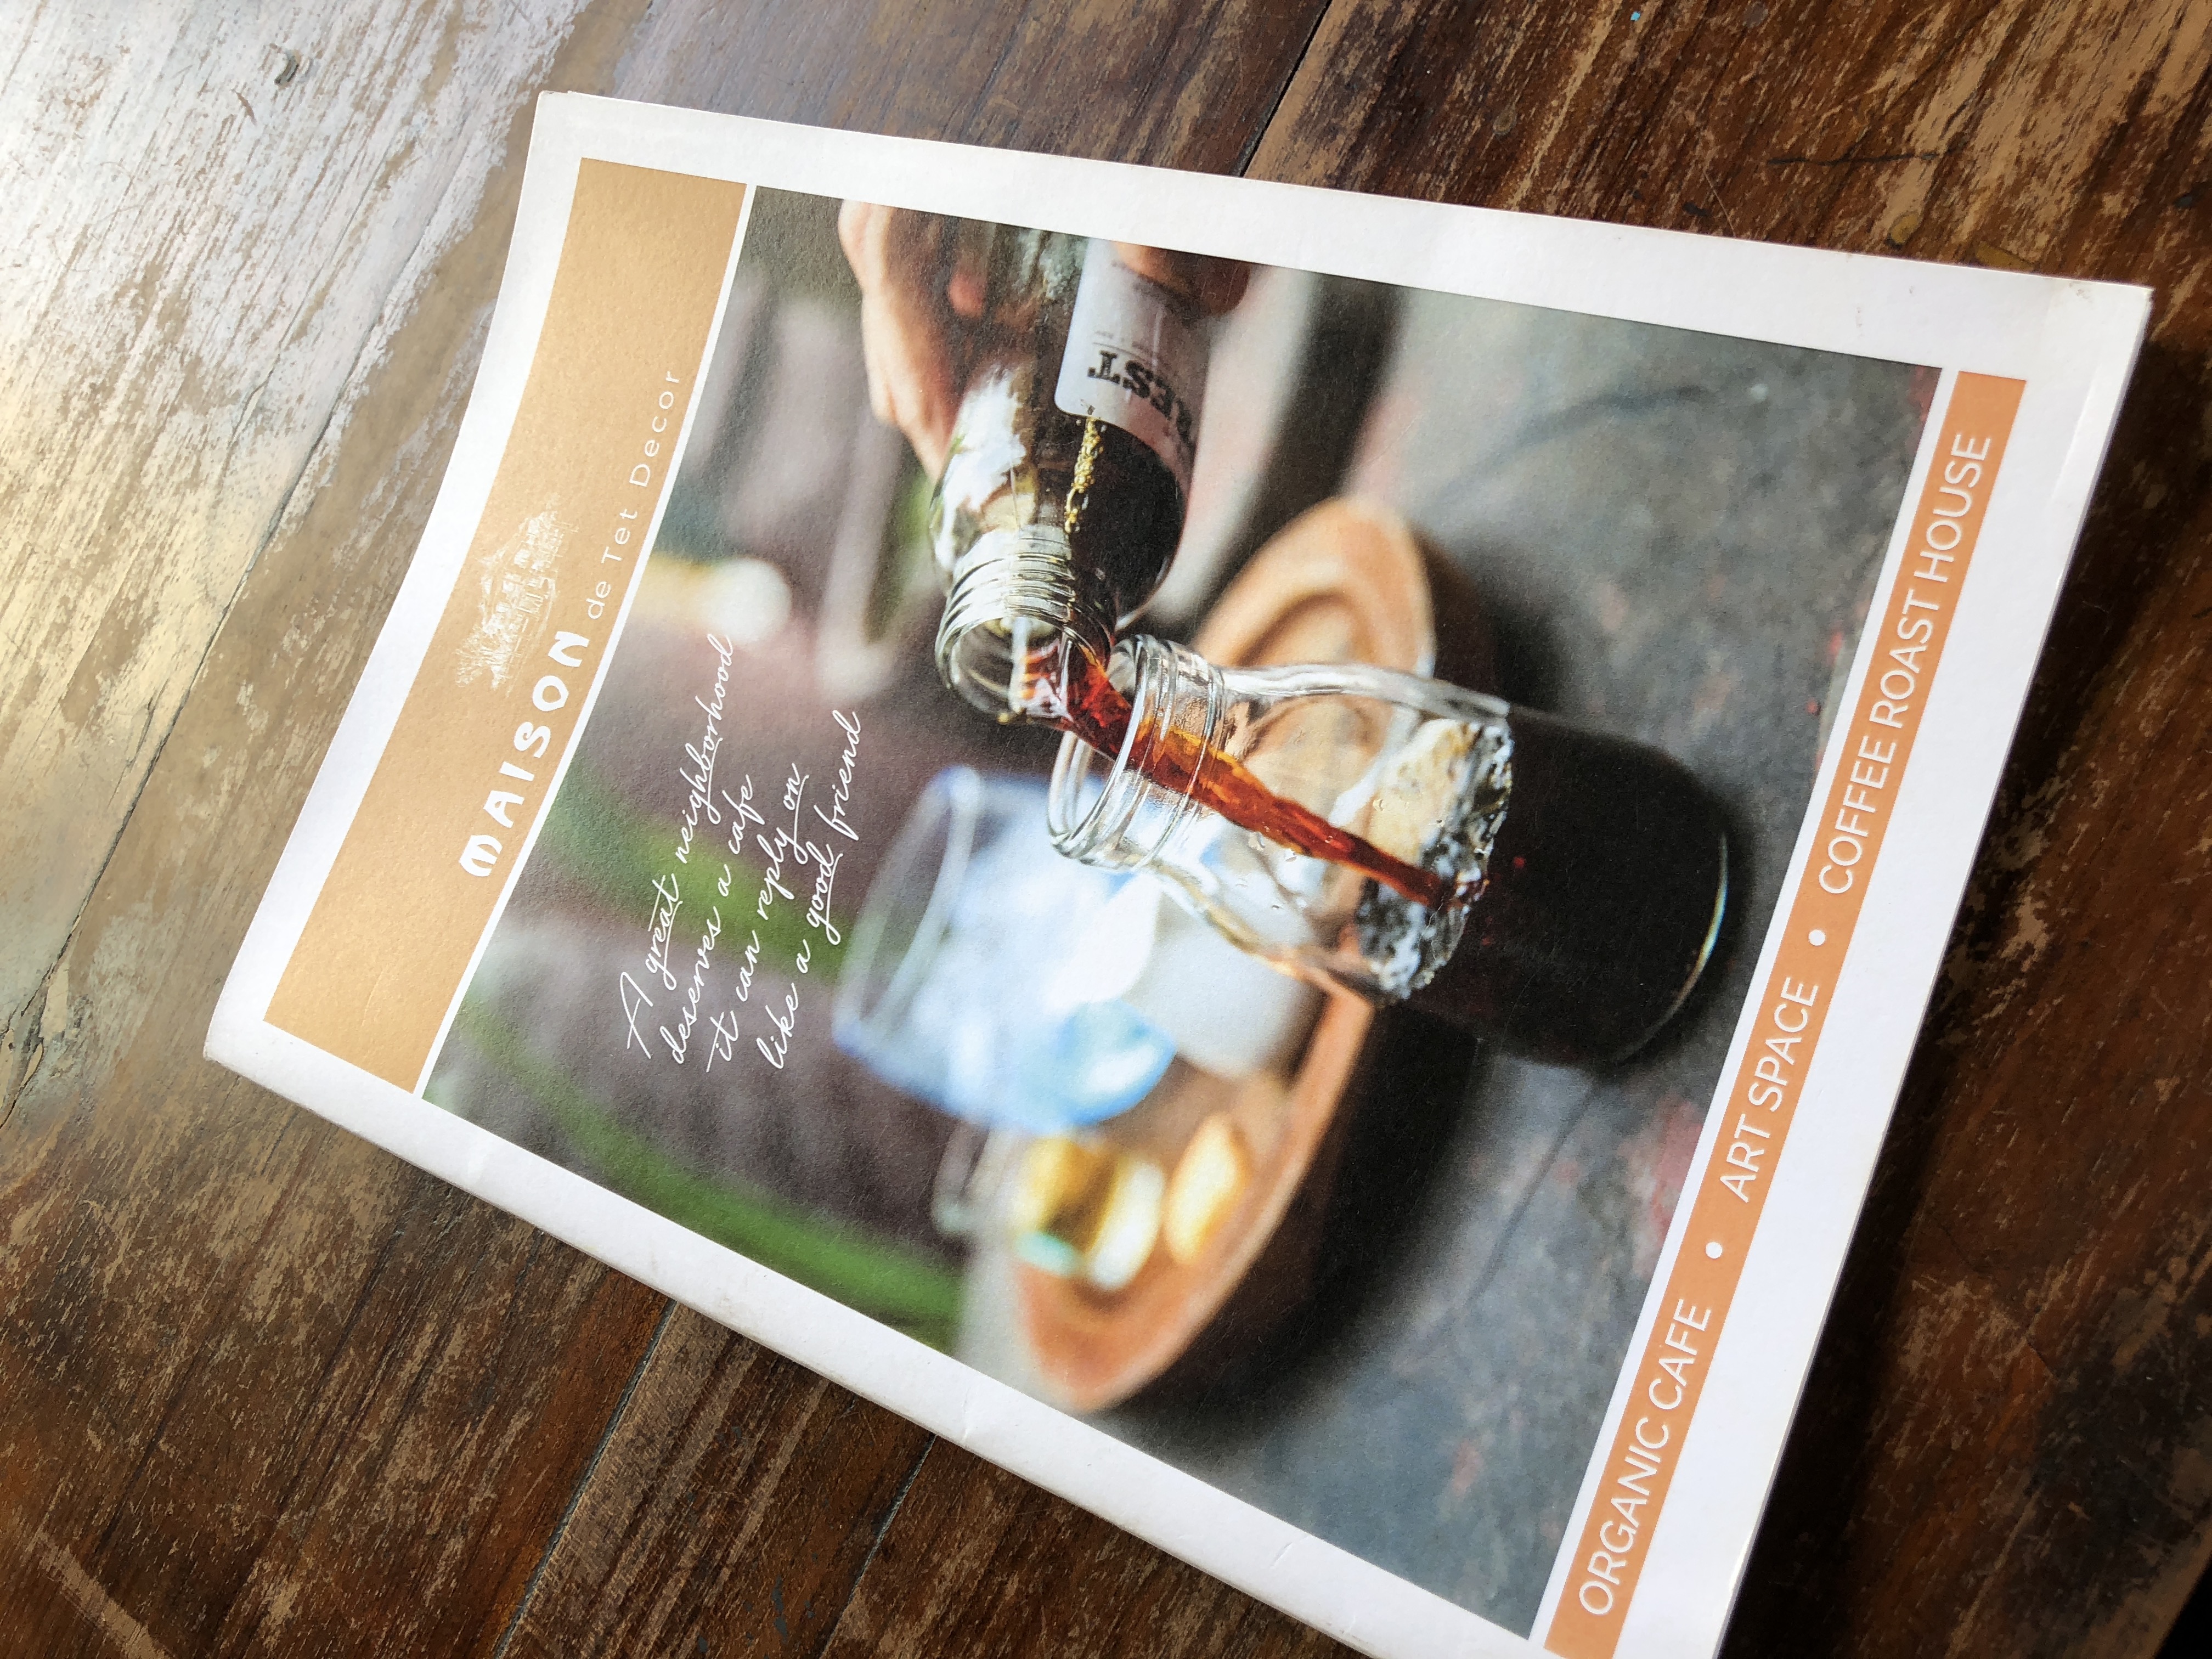 MAISON de Tet Decor
A great neighborhood
deserves a cafe
it can reply on
like a good friend
ORGANIC CAFE • ART SPACE • COFFEE ROAST HOUSE